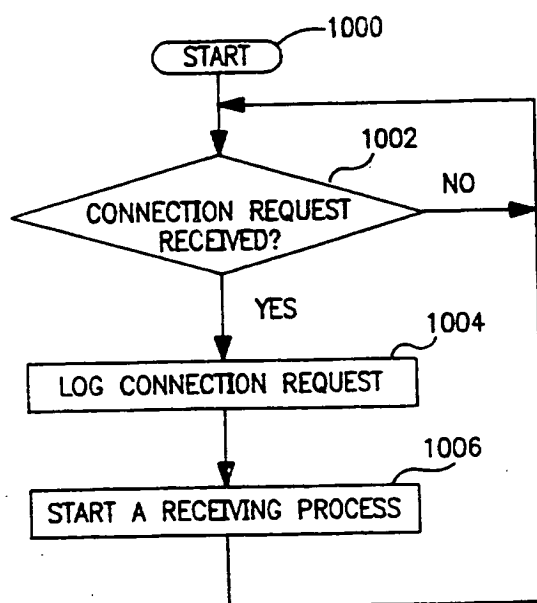 1000
START
1002
NO
CONNECTION REQUEST
RECEIVED?
YES
1004
LOG CONNECTION REQUEST
1006
START A RECEIVING PROCESS